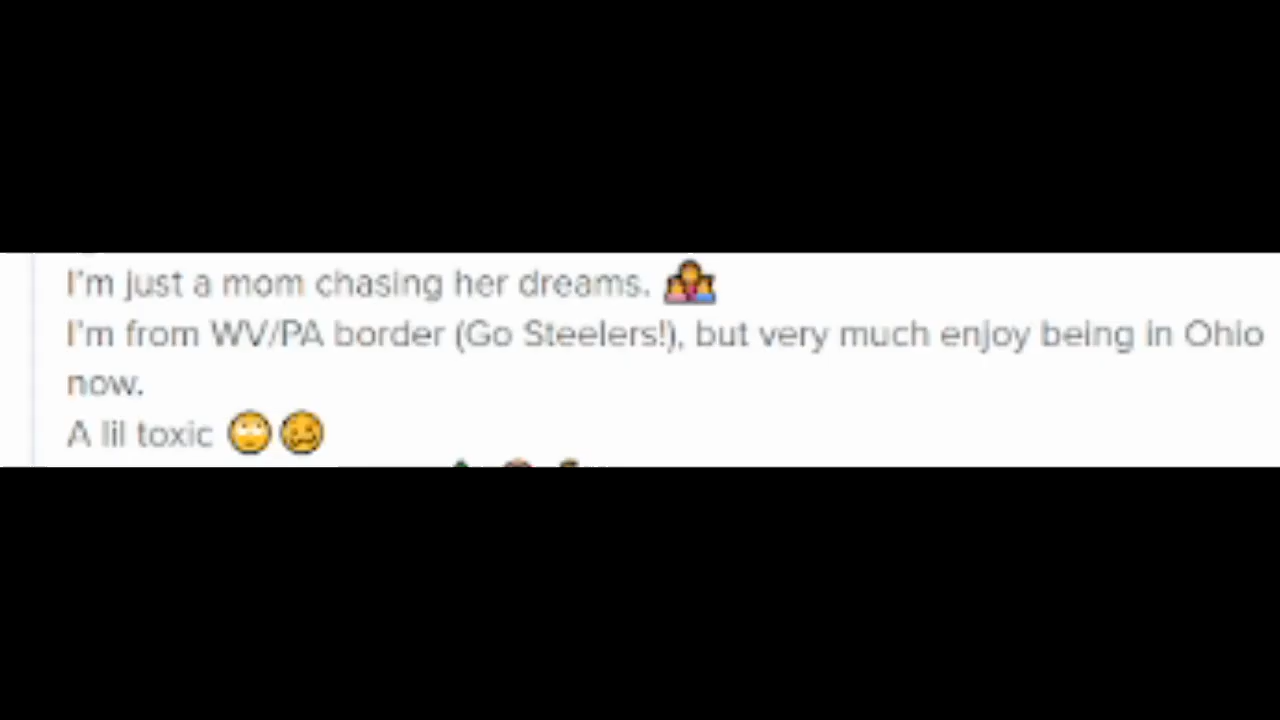 I'm just a mom chasing her dreams. 👩‍👧‍👦
I'm from WV/PA border (Go Steelers!), but very much enjoy being in Ohio
now.
A lil toxic 🙄🥴